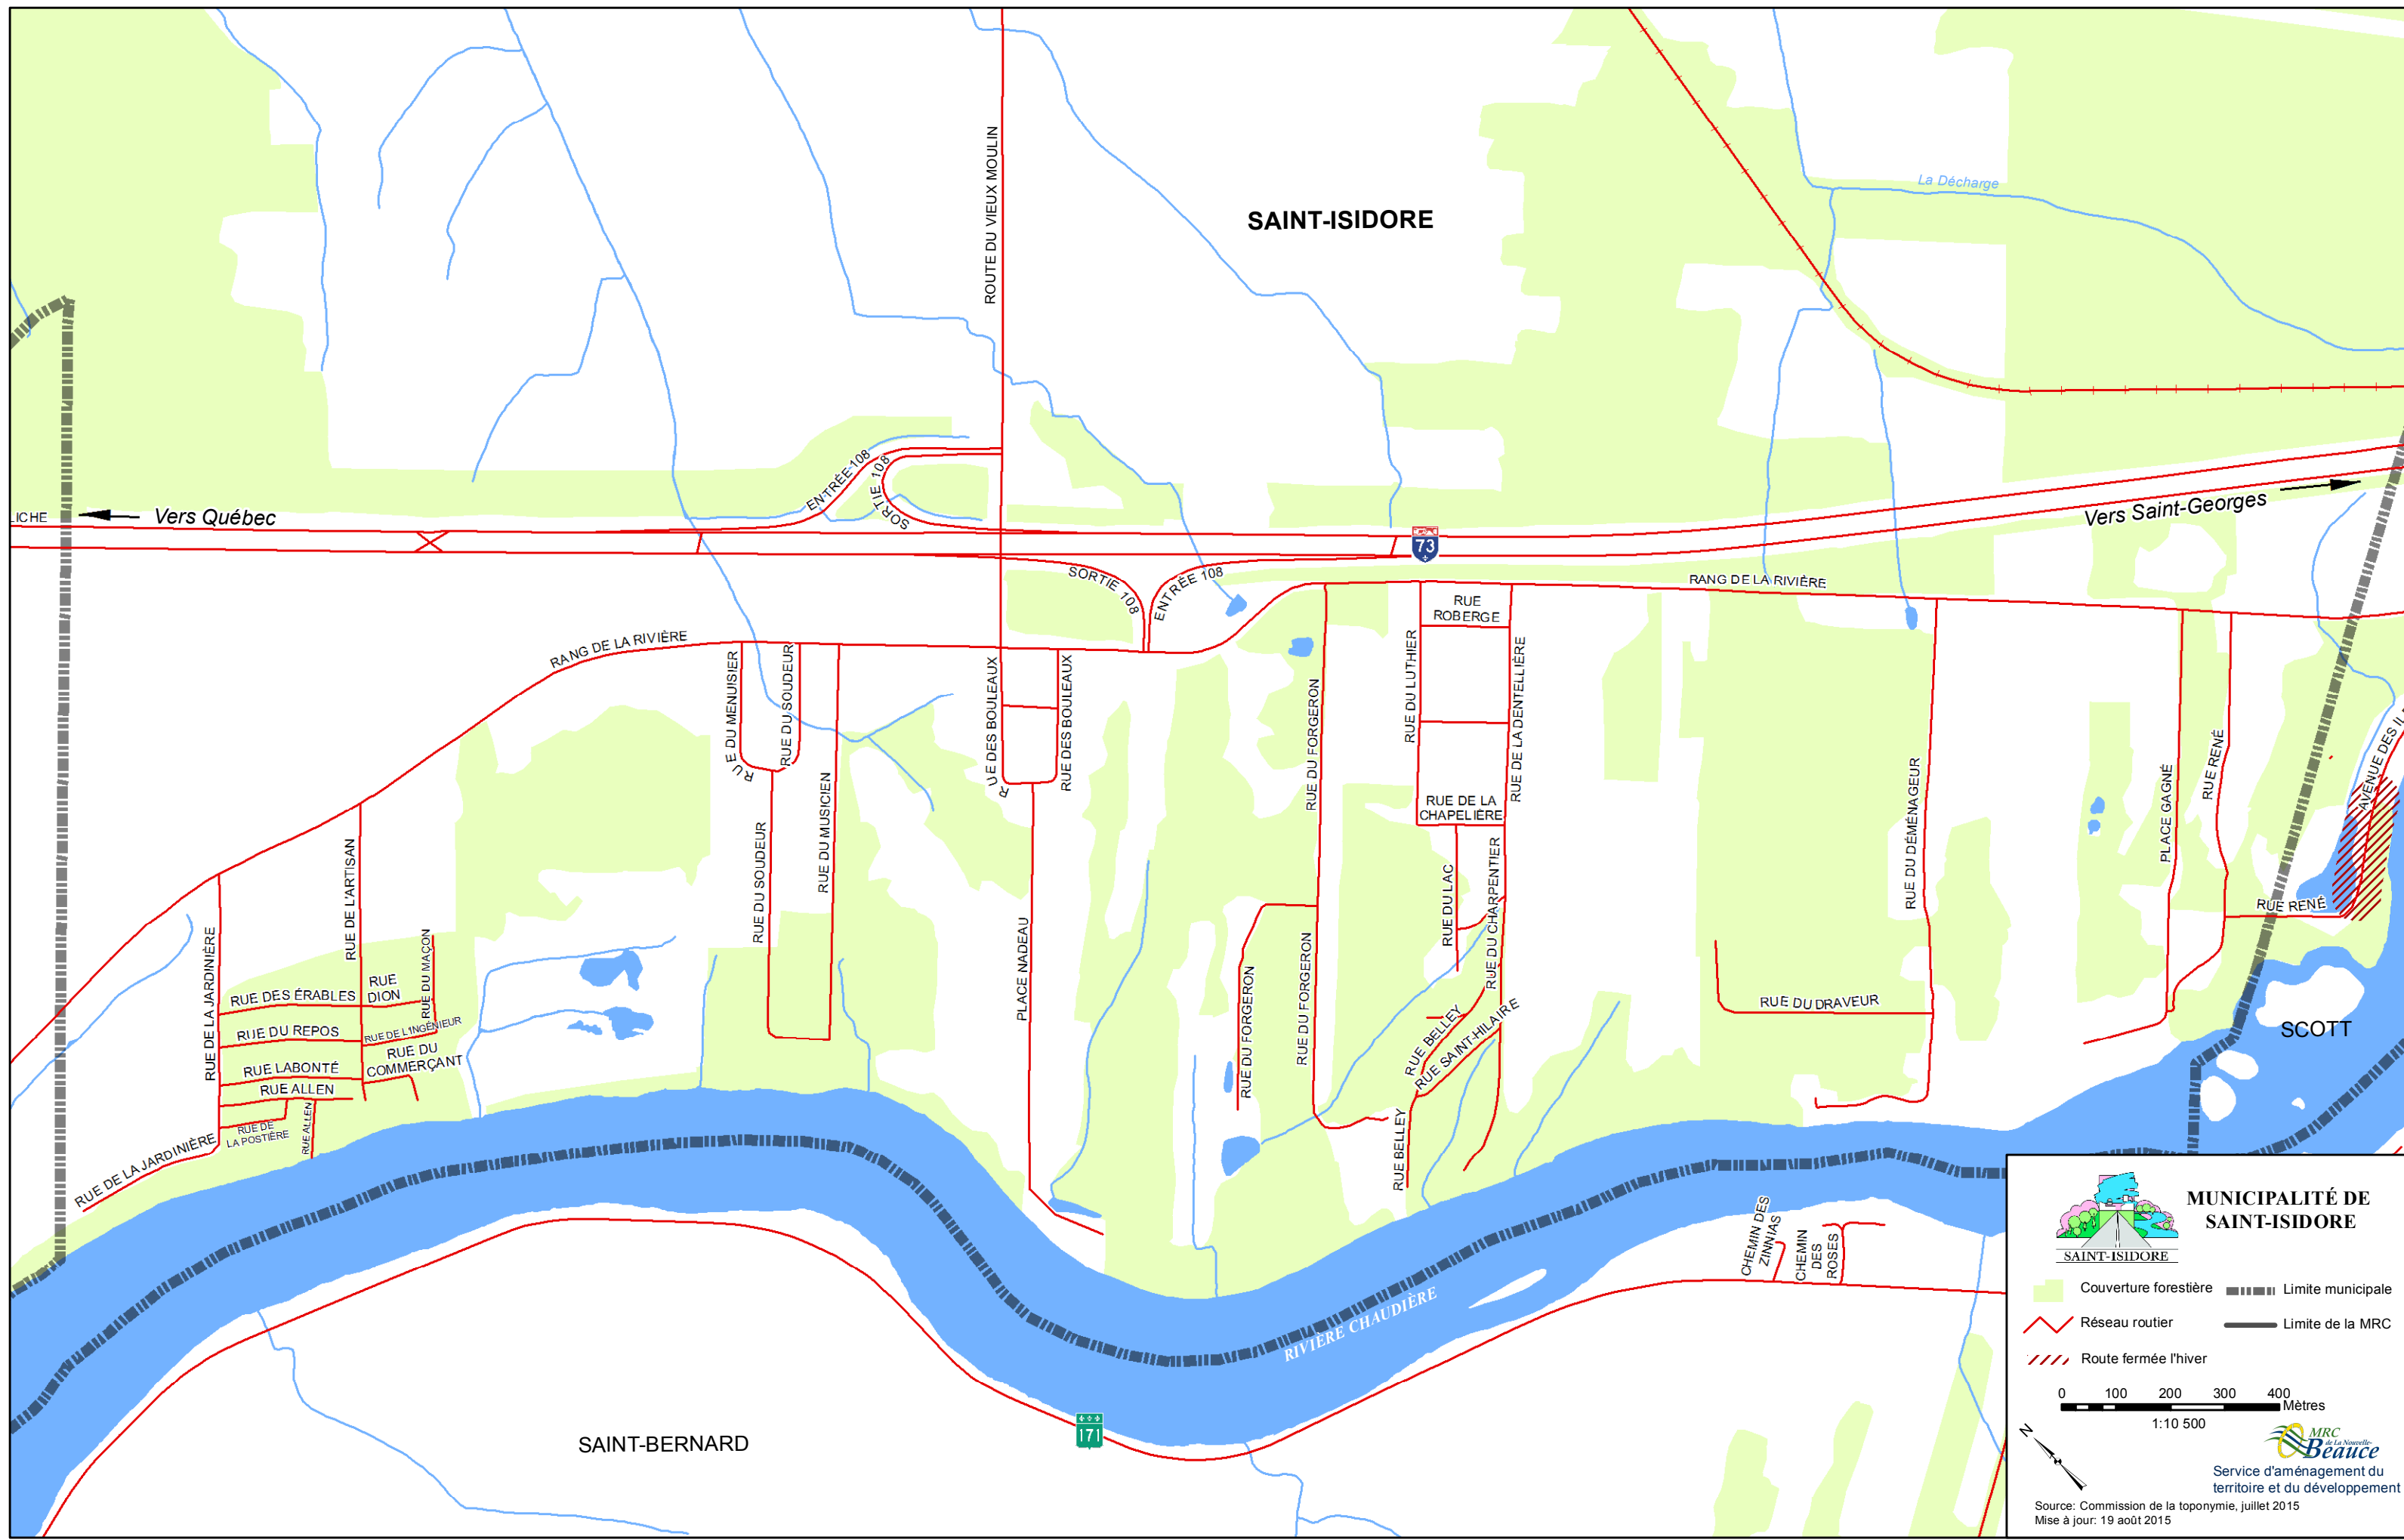 SAINT-ISIDORE
La Décharge
ROUTE DU VIEUX MOULIN
LICHE
Vers Québec
ENTRÉE 108
SORTIE 108
73
Vers Saint-Georges
SORTIE 108
ENTRÉE 108
RANG DE LA RIVIÈRE
RANG DE LA RIVIÈRE
RUE
ROBERGE
RUE DU MENUISIER
RUE DU SOUDEUR
RUE DU SOUDEUR
RUE DU MUSICIEN
RUE DES BOULEAUX
RUE DES BOULEAUX
PLACE NADEAU
RUE DU FORGERON
RUE DU FORGERON
RUE DU FORGERON
RUE DU LUTHIER
RUE DE LA DENTELLIÈRE
RUE DE LA
CHAPELIÈRE
RUE DU LAC
RUE DU CHARPENTIER
RUE BELLEY
RUE SAINT-HILAIRE
RUE BELLEY
RUE DU DÉMÉNAGEUR
RUE DU DRAVEUR
PLACE GAGNÉ
RUE RENÉ
RUE RENÉ
AVENUE DES
SCOTT
RUE DE LA JARDINIÈRE
RUE DE L'ARTISAN
RUE DU MAÇON
RUE DES ÉRABLES
RUE
DION
RUE DU REPOS
RUE DE L'INGÉNIEUR
RUE LABONTÉ
RUE DU
COMMERÇANT
RUE ALLEN
RUE DE
LA POSTIÈRE
RUE ALLEN
RUE DE LA JARDINIÈRE
CHEMIN DES
ZINNIAS
CHEMIN
DES
ROSES
RIVIÈRE CHAUDIÈRE
171
SAINT-BERNARD
MUNICIPALITÉ DE
SAINT-ISIDORE
SAINT-ISIDORE
Couverture forestière
Limite municipale
Réseau routier
Limite de la MRC
Route fermée l'hiver
0 100 200 300 400
Mètres
1:10 500
N
MRC
de La Nouvelle-
Beauce
Service d'aménagement du
territoire et du développement
Source: Commission de la toponymie, juillet 2015
Mise à jour: 19 août 2015